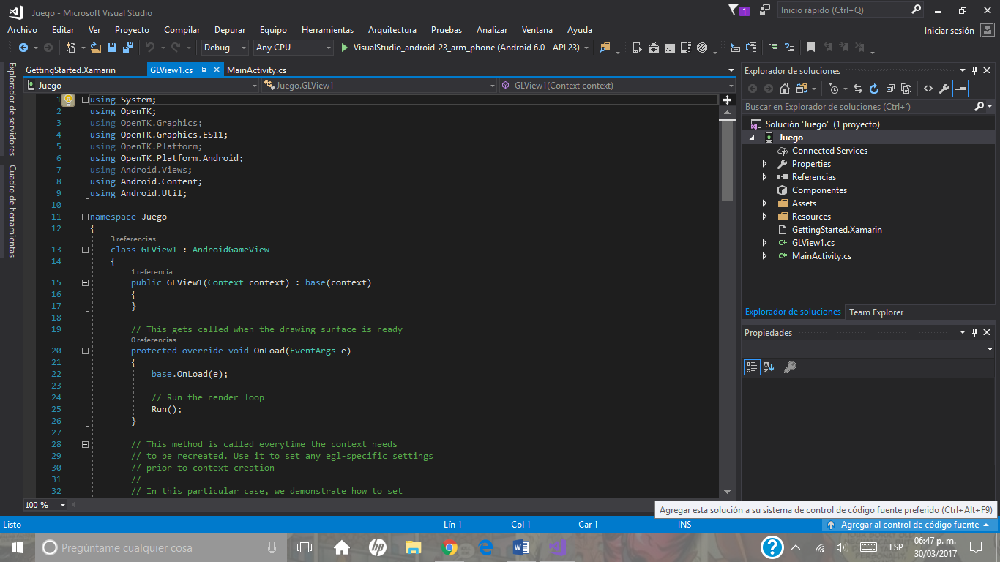 Juego - Microsoft Visual Studio
1
Inicio rápido (Ctrl+Q)
Archivo Editar Ver Proyecto Compilar Depurar Equipo Herramientas Arquitectura Pruebas Analizar Ventana Ayuda
Iniciar sesión
Debug Any CPU VisualStudio_android-23_arm_phone (Android 6.0 - API 23)
Explorador de servidores
Cuadro de herramientas
GettingStarted.Xamarin GLView1.cs MainActivity.cs
Juego Juego.GLView1 GLView1(Context context)
1 using System;
2 using OpenTK;
3 using OpenTK.Graphics;
4 using OpenTK.Graphics.ES11;
5 using OpenTK.Platform;
6 using OpenTK.Platform.Android;
7 using Android.Views;
8 using Android.Content;
9 using Android.Util;
10
11 namespace Juego
12 {
3 referencias
13 class GLView1 : AndroidGameView
14 {
1 referencia
15 public GLView1(Context context) : base(context)
16 {
17 }
18
19 // This gets called when the drawing surface is ready
0 referencias
20 protected override void OnLoad(EventArgs e)
21 {
22 base.OnLoad(e);
23
24 // Run the render loop
25 Run();
26 }
27
28 // This method is called everytime the context needs
29 // to be recreated. Use it to set any egl-specific settings
30 // prior to context creation
31 //
32 // In this particular case, we demonstrate how to set
100 %
Explorador de soluciones
Buscar en Explorador de soluciones (Ctrl+´)
Solución 'Juego' (1 proyecto)
Juego
Connected Services
Properties
Referencias
Componentes
Assets
Resources
GettingStarted.Xamarin
C# GLView1.cs
C# MainActivity.cs
Explorador de soluciones Team Explorer
Propiedades
Agregar esta solución a su sistema de control de código fuente preferido (Ctrl+Alt+F9)
Listo Lín 1 Col 1 Car 1 INS Agregar al control de código fuente
Pregúntame cualquier cosa
ESP
06:47 p. m.
30/03/2017